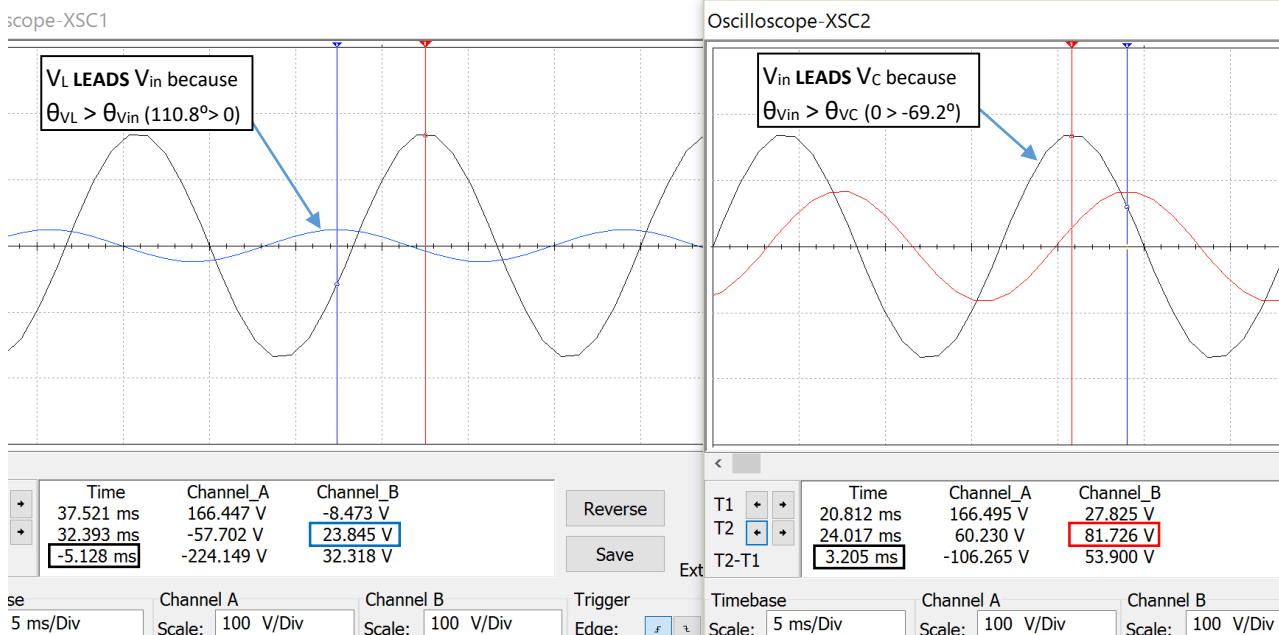 scope-XSC1
VL LEADS Vin because
θVL > θVin (110.8º> 0)
Time Channel_A Channel_B
37.521 ms 166.447 V -8.473 V
32.393 ms -57.702 V 23.845 V
-5.128 ms -224.149 V 32.318 V
Reverse
Save
Ext
se
5 ms/Div
Channel A
Scale: 100 V/Div
Channel B
Scale: 100 V/Div
Trigger
Edge:
Oscilloscope-XSC2
Vin LEADS VC because
θVin > θVC (0 > -69.2º)
Time Channel_A Channel_B
T1 20.812 ms 166.495 V 27.825 V
T2 24.017 ms 60.230 V 81.726 V
T2-T1 3.205 ms -106.265 V 53.900 V
Timebase
Scale: 5 ms/Div
Channel A
Scale: 100 V/Div
Channel B
Scale: 100 V/Div